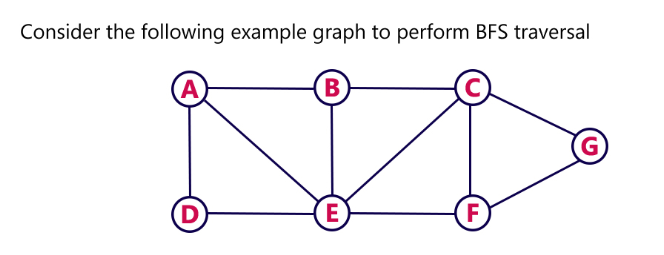 Consider the following example graph to perform BFS traversal
A B C
G
D E F